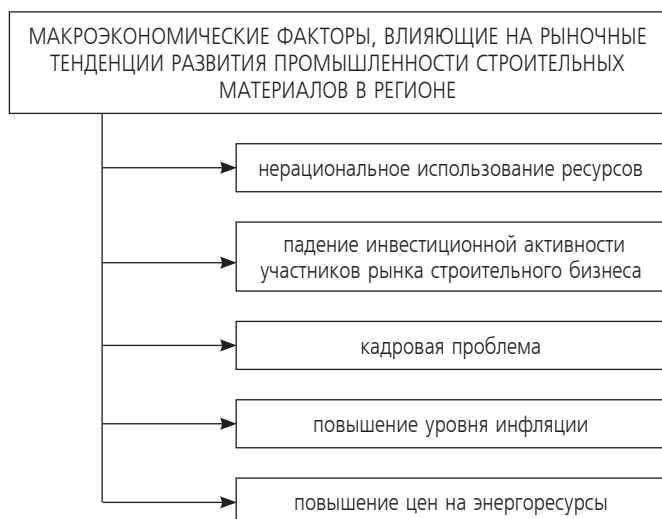 МАКРОЭКОНОМИЧЕСКИЕ ФАКТОРЫ, ВЛИЯЮЩИЕ НА РЫНОЧНЫЕ
ТЕНДЕНЦИИ РАЗВИТИЯ ПРОМЫШЛЕННОСТИ СТРОИТЕЛЬНЫХ
МАТЕРИАЛОВ В РЕГИОНЕ
нерациональное использование ресурсов
падение инвестиционной активности
участников рынка строительного бизнеса
кадровая проблема
повышение уровня инфляции
повышение цен на энергоресурсы